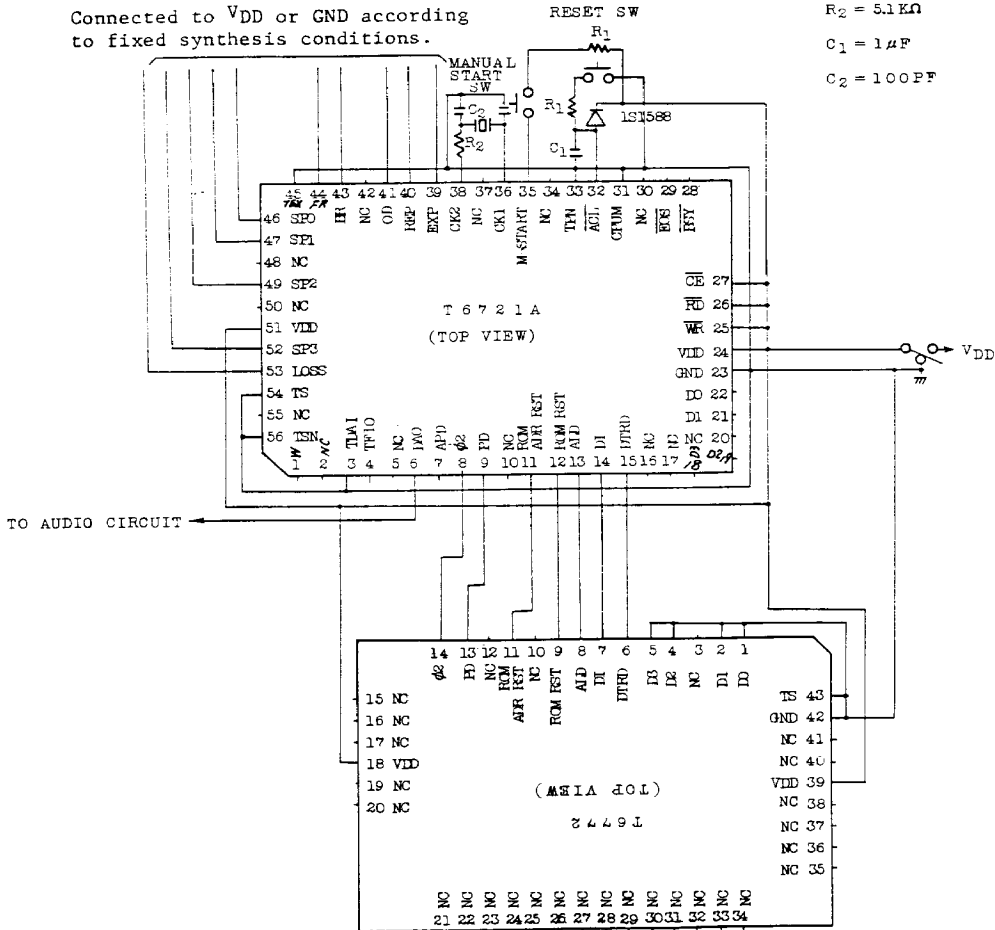 Connected to VDD or GND according
to fixed synthesis conditions.
RESET SW
R1
R2 = 5.1KΩ
C1 = 1μF
C2 = 100PF
MANUAL
START
SW
C2
R2
R1
1S1588
C1
45 44 43 42 41 40 39 38 37 36 35 34 33 32 31 30 29 28
FR NC OD REP EXP CK2 NC CK1 M-START NC TPN ACL CPUM NC EOS BSY
46 SP0
47 SP1
48 NC
49 SP2
50 NC
51 VDD
52 SP3
53 LOSS
54 TS
55 NC
56 TSN
T6721A
(TOP VIEW)
CE 27
RD 26
WR 25
VDD 24
GND 23
D0 22
D1 21
NC 20
VDD
W NC TDAI TFIO NC DAO APD φ2 PD NC ROM ADR RST ROM RST ALD DI DTRD NC NC D3 D2
1 2 3 4 5 6 7 8 9 10 11 12 13 14 15 16 17 18
TO AUDIO CIRCUIT
14 13 12 11 10 9 8 7 6 5 4 3 2 1
φ2 PD NC ROM ADR RST NC ROM RST ALD DI DTRD D3 D2 NC D1 D0
15 NC
16 NC
17 NC
18 VDD
19 NC
20 NC
TS 43
GND 42
NC 41
NC 40
VDD 39
NC 38
NC 37
NC 36
NC 35
(TOP VIEW)
T6772
NC NC NC NC NC NC NC NC NC NC NC NC NC NC
21 22 23 24 25 26 27 28 29 30 31 32 33 34